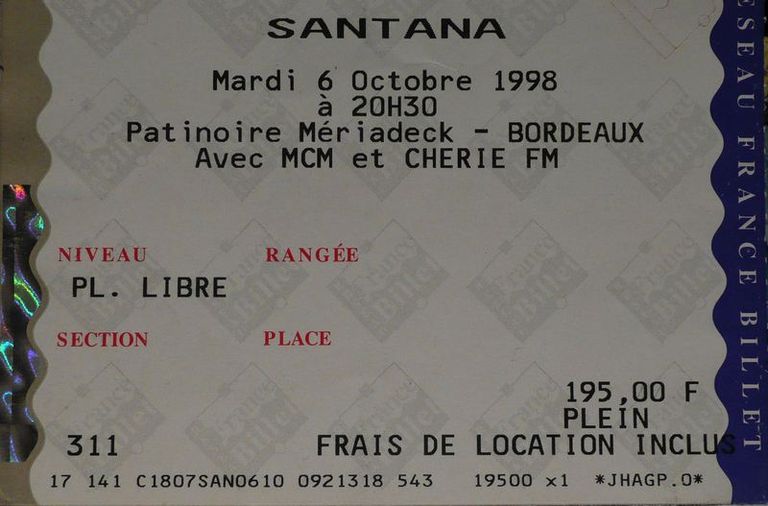 SANTANA
Mardi 6 Octobre 1998
à 20H30
Patinoire Mériadeck - BORDEAUX
Avec MCM et CHERIE FM
NIVEAU RANGÉE
PL. LIBRE
SECTION PLACE
195,00 F
PLEIN
311 FRAIS DE LOCATION INCLUS
17 141 C1807SAN0610 0921318 543 19500 x1 *JHAGP.0*
ESEAU FRANCE BILLET